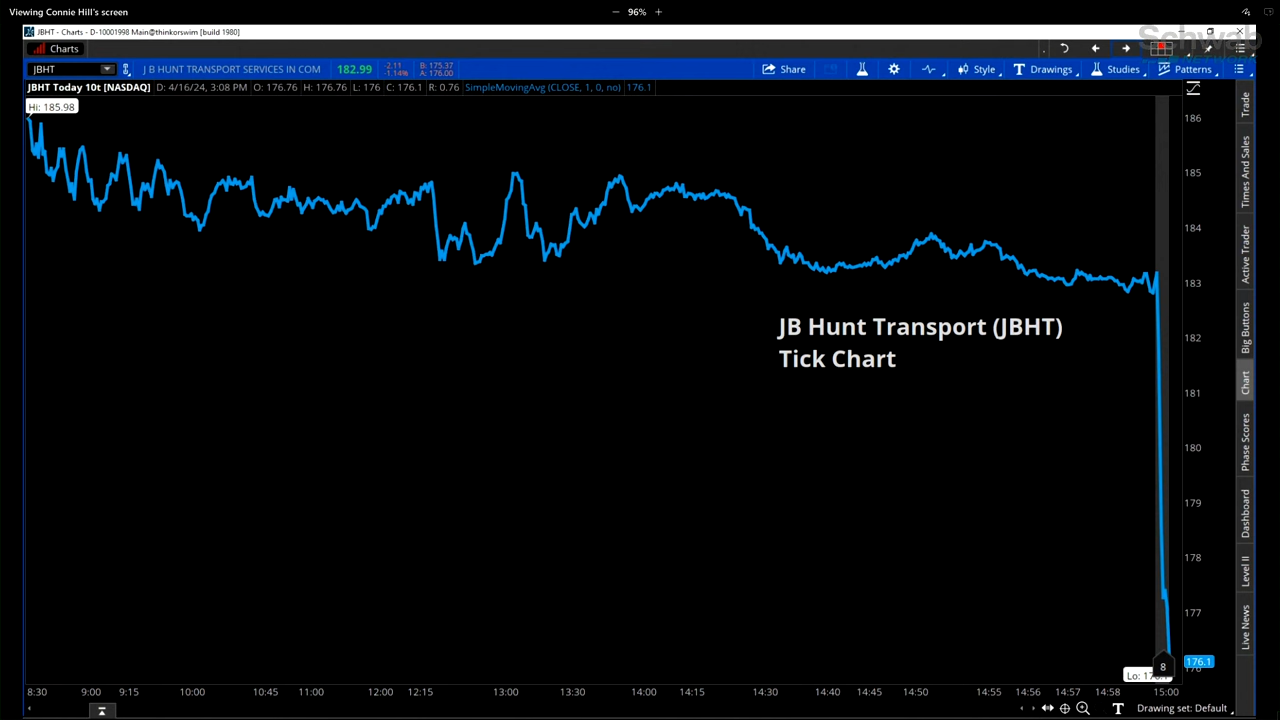 Viewing Connie Hill's screen
96%
JBHT - Charts - D-10001998 Main@thinkorswim [build 1980]
Schwab
Charts
JBHT
J B HUNT TRANSPORT SERVICES IN COM
182.99
-2.11
-1.14%
B: 175.37
A: 176.00
Share
Style
Drawings
Studies
Patterns
JBHT Today 10t [NASDAQ]
D: 4/16/24, 3:08 PM
O: 176.76
H: 176.76
L: 176
C: 176.1
R: 0.76
SimpleMovingAvg (CLOSE, 1, 0, no)
176.1
Hi: 185.98
186
185
184
183
182
181
180
179
178
177
176.1
JB Hunt Transport (JBHT)
Tick Chart
Trade
Times And Sales
Active Trader
Big Buttons
Chart
Phase Scores
Dashboard
Level II
Live News
8
8:30
9:00
9:15
10:00
10:45
11:00
12:00
12:15
13:00
13:30
14:00
14:15
14:30
14:40
14:45
14:50
14:55
14:56
14:57
14:58
15:00
Drawing set: Default